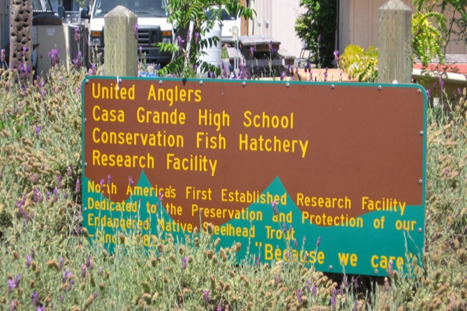 United Anglers
Casa Grande High School
Conservation Fish Hatchery
Research Facility
North America's First Established Research Facility
Dedicated to the Preservation and Protection of our
Endangered Native Steelhead Trout
"Because we care"